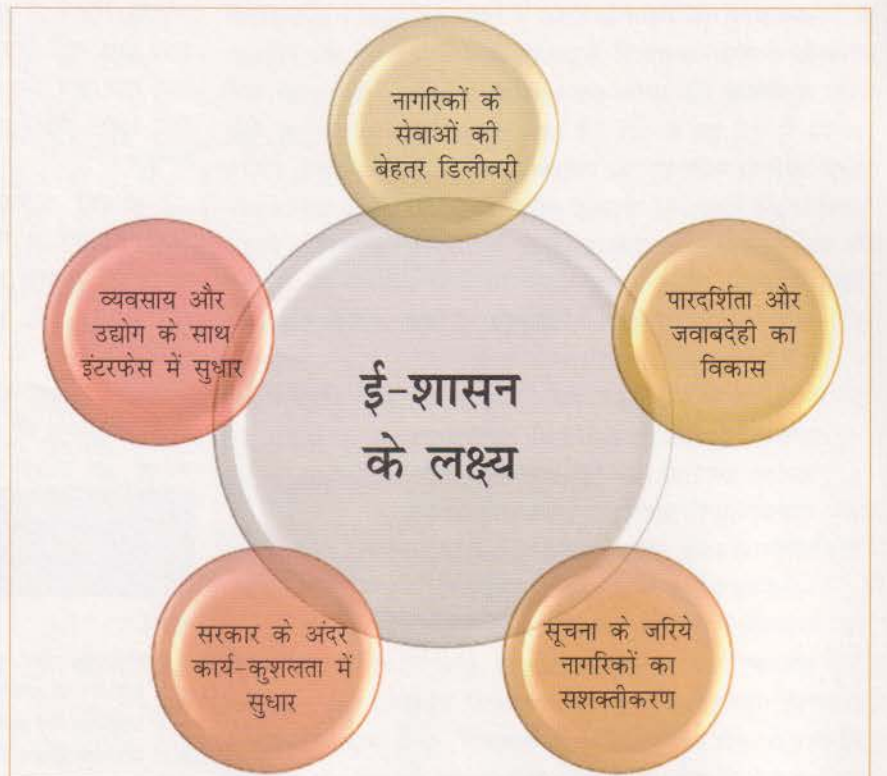 नागरिकों के
सेवाओं की
बेहतर डिलीवरी
व्यवसाय और
उद्योग के साथ
इंटरफेस में सुधार
पारदर्शिता और
जवाबदेही का
विकास
ई-शासन
के लक्ष्य
सरकार के अंदर
कार्य-कुशलता में
सुधार
सूचना के जरिये
नागरिकों का
सशक्तीकरण